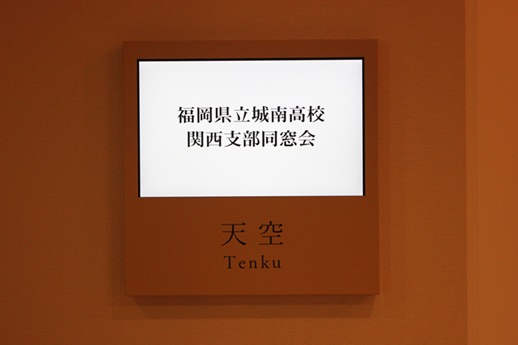 福岡県立城南高校
関西支部同窓会
天空
Tenku